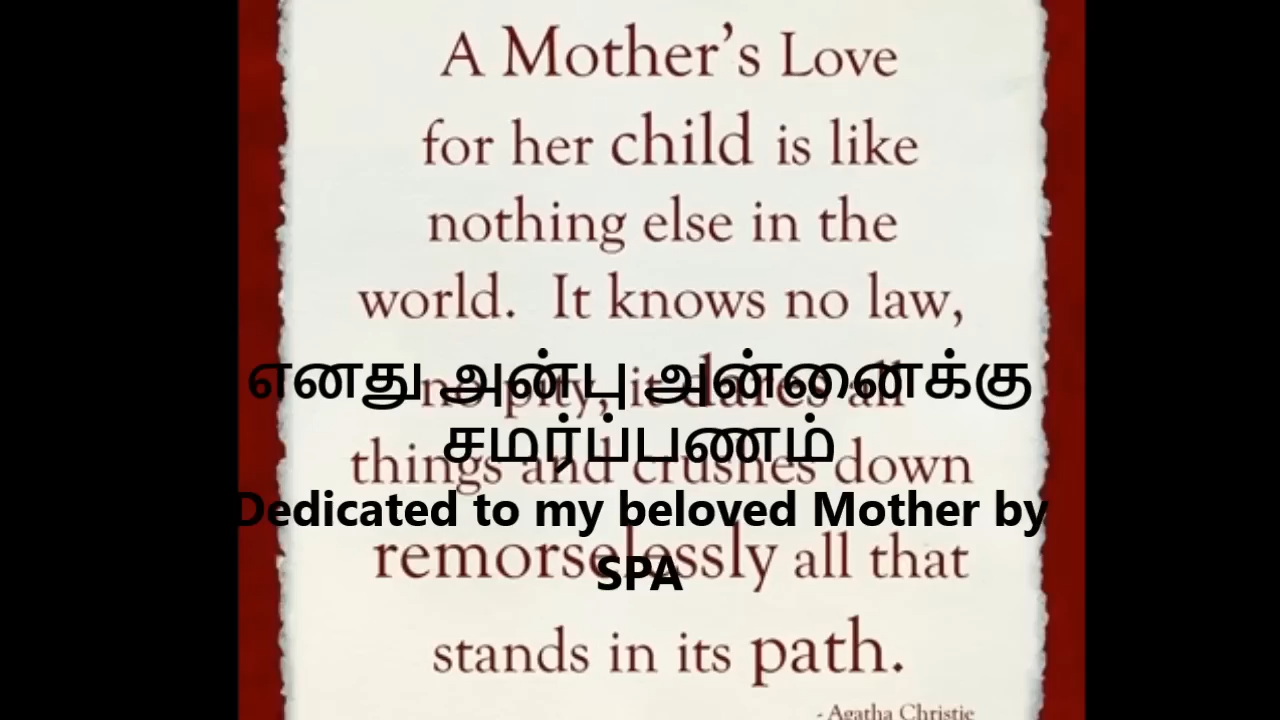 A Mother's Love
for her child is like
nothing else in the
world. It knows no law,
no pity, it dares all
things and crushes down
remorselessly all that
stands in its path.
- Agatha Christie
எனது அன்பு அன்னைக்கு
சமர்ப்பணம்
Dedicated to my beloved Mother by
SPA